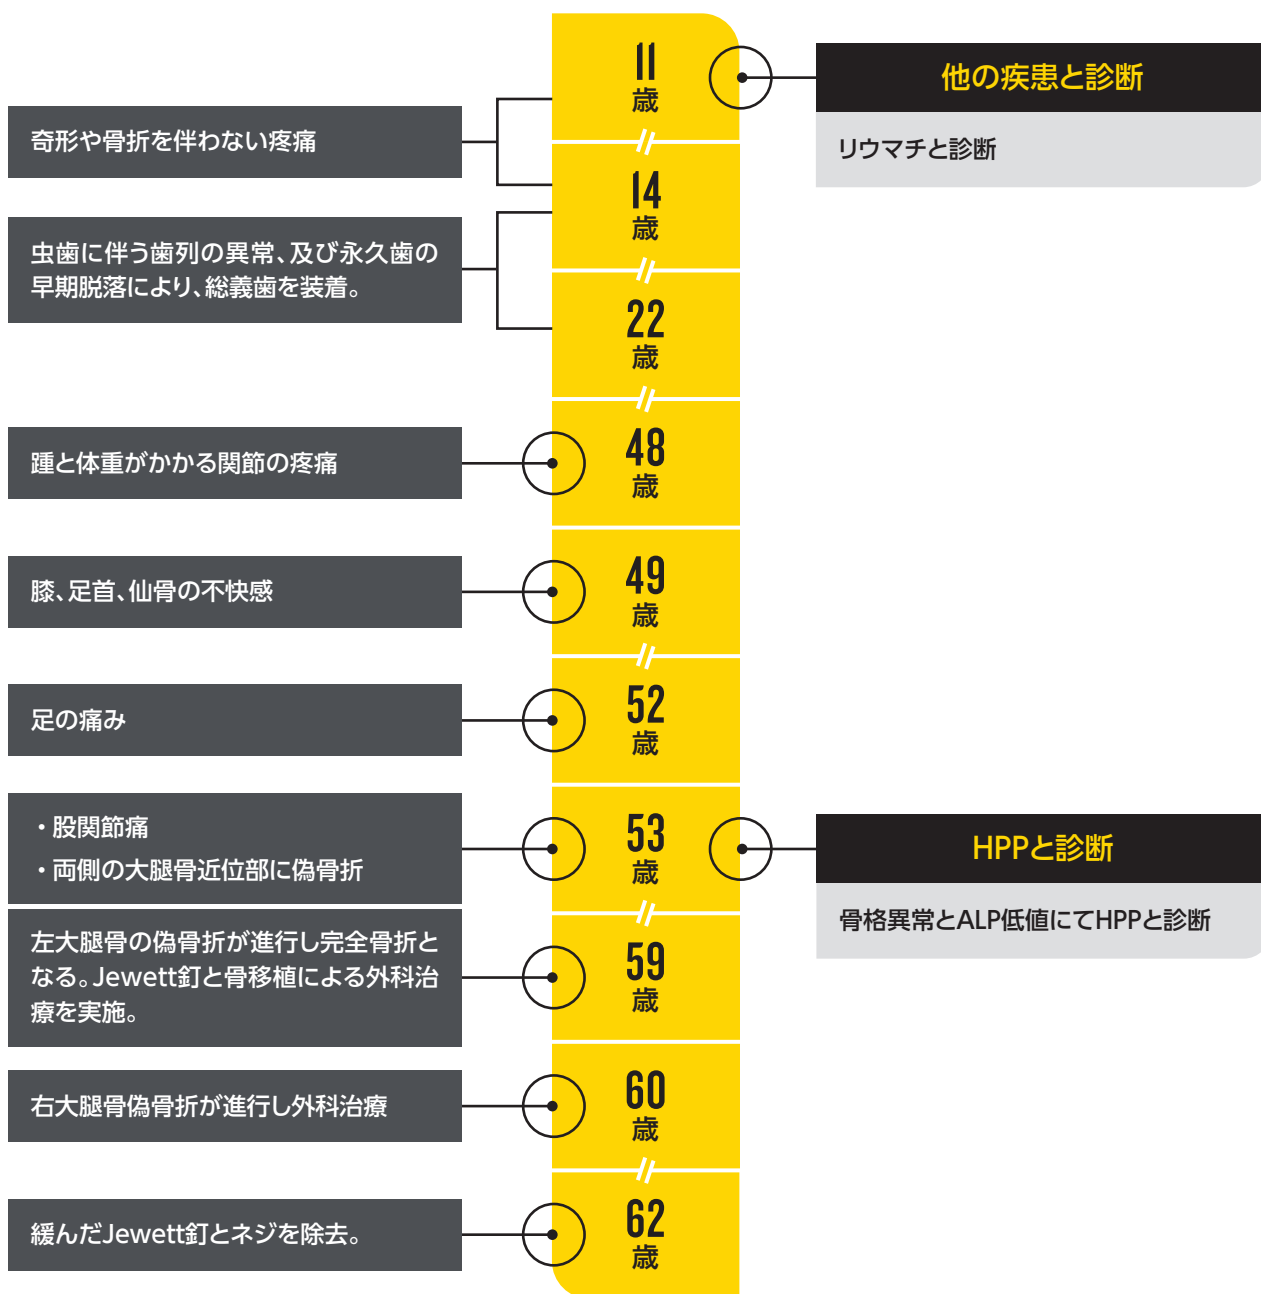 11
歳
他の疾患と診断
リウマチと診断
奇形や骨折を伴わない疼痛
14
歳
虫歯に伴う歯列の異常、及び永久歯の
早期脱落により、総義歯を装着。
22
歳
48
歳
踵と体重がかかる関節の疼痛
49
歳
膝、足首、仙骨の不快感
52
歳
足の痛み
53
歳
・股関節痛
・両側の大腿骨近位部に偽骨折
HPPと診断
骨格異常とALP低値にてHPPと診断
59
歳
左大腿骨の偽骨折が進行し完全骨折と
なる。Jewett釘と骨移植による外科治
療を実施。
60
歳
右大腿骨偽骨折が進行し外科治療
62
歳
緩んだJewett釘とネジを除去。